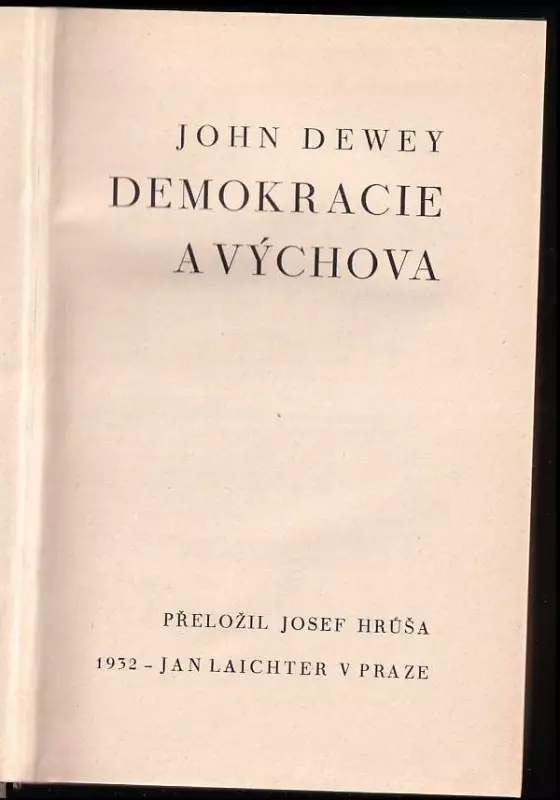 JOHN DEWEY
DEMOKRACIE
A VÝCHOVA
PŘELOŽIL JOSEF HRŮŠA
1932 – JAN LAICHTER V PRAZE